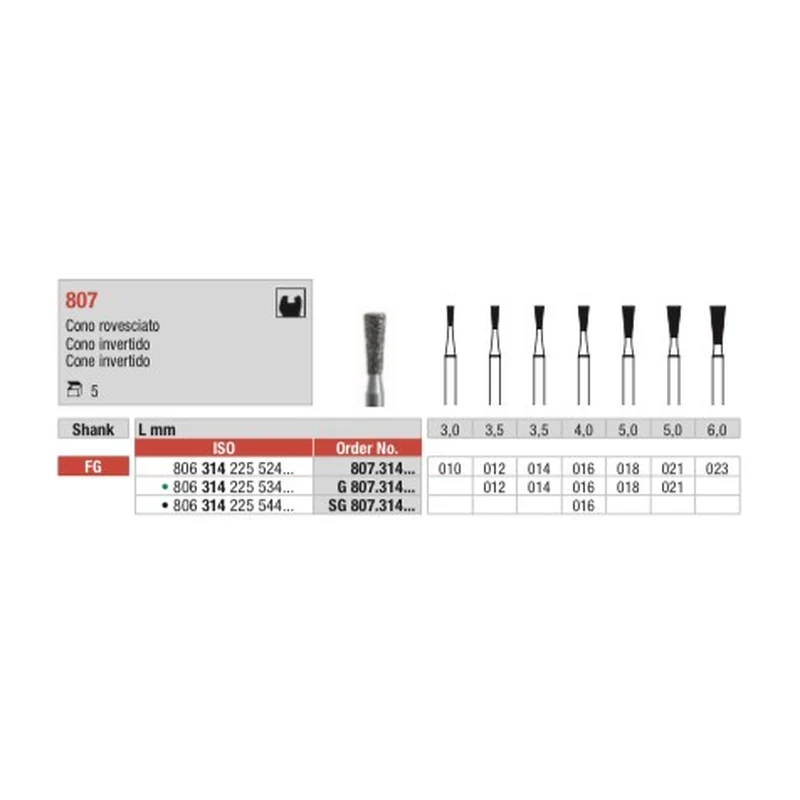 807
Cono rovesciato
Cono invertido
Cone invertido
5
Shank L mm 3,0 3,5 3,5 4,0 5,0 5,0 6,0
ISO Order No.
FG 806 314 225 524... 807.314... 010 012 014 016 018 021 023
• 806 314 225 534... G 807.314... 012 014 016 018 021
• 806 314 225 544... SG 807.314... 016